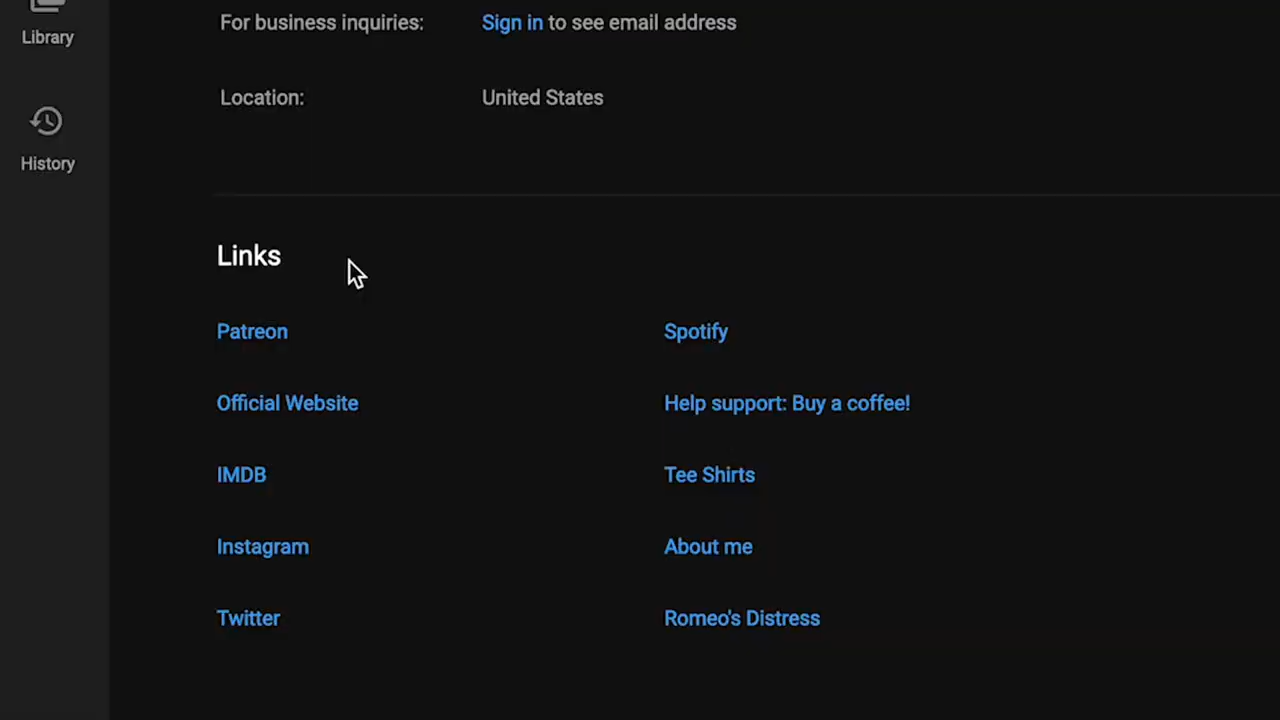 Library
History
For business inquiries: Sign in to see email address
Location: United States
Links
Patreon Spotify
Official Website Help support: Buy a coffee!
IMDB Tee Shirts
Instagram About me
Twitter Romeo's Distress